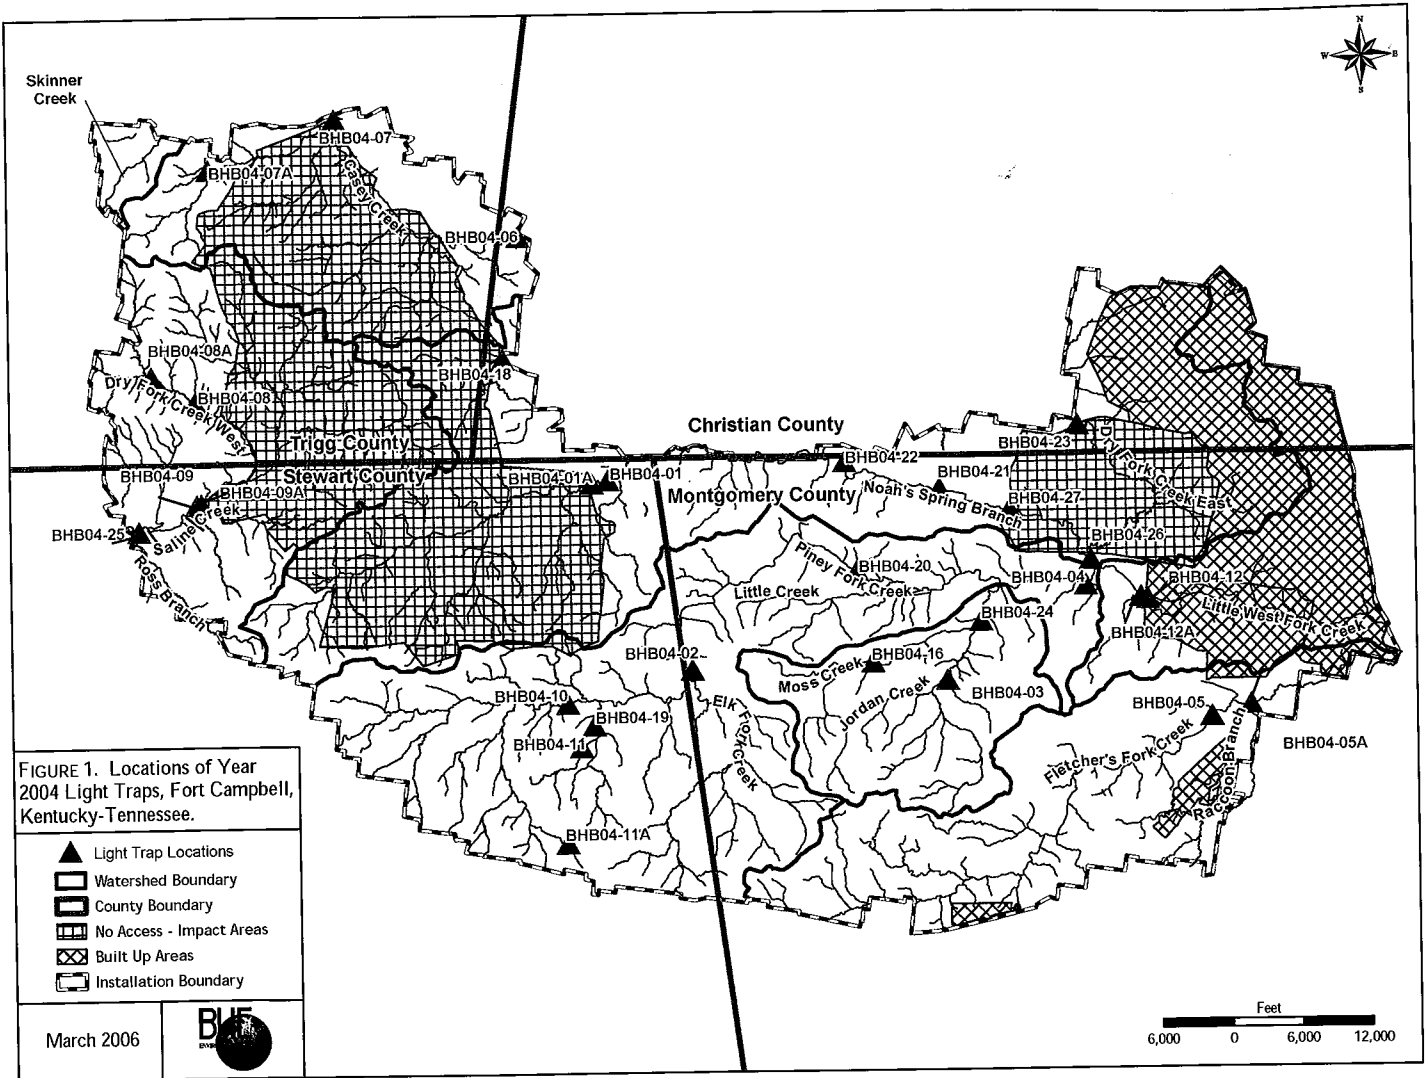 N
W
E
S
Skinner
Creek
BHB04-07
BHB04-07A
Casey Creek
BHB04-06
BHB04-08A
BHB04-18
Dry Fork Creek West
BHB04-08
Christian County
Trigg County
BHB04-23
Dry Fork Creek East
BHB04-22
BHB04-21
BHB04-09
Stewart County
BHB04-01A
BHB04-01
BHB04-09A
Montgomery County
Noah's Spring Branch
BHB04-27
BHB04-25
Saline Creek
BHB04-26
Ross Branch
Piney Fork Creek
BHB04-20
BHB04-04
BHB04-12
Little Creek
Little West Fork Creek
BHB04-24
BHB04-12A
BHB04-02
BHB04-16
Moss Creek
BHB04-03
Jordan Creek
BHB04-10
Elk Fork Creek
BHB04-05
BHB04-19
BHB04-11
BHB04-05A
Fletcher's Fork Creek
Raccoon Branch
BHB04-11A
FIGURE 1. Locations of Year
2004 Light Traps, Fort Campbell,
Kentucky-Tennessee.
Light Trap Locations
Watershed Boundary
County Boundary
No Access - Impact Areas
Built Up Areas
Installation Boundary
March 2006
Feet
6,000 0 6,000 12,000